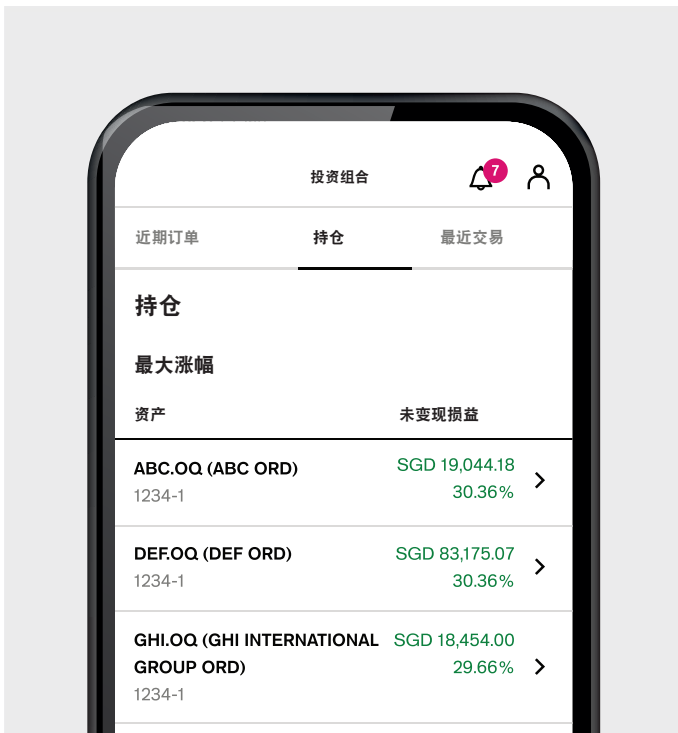 投资组合
7
近期订单 持仓 最近交易
持仓
最大涨幅
资产 未变现损益
ABC.OQ (ABC ORD) SGD 19,044.18
1234-1 30.36%
DEF.OQ (DEF ORD) SGD 83,175.07
1234-1 30.36%
GHI.OQ (GHI INTERNATIONAL SGD 18,454.00
GROUP ORD) 29.66%
1234-1